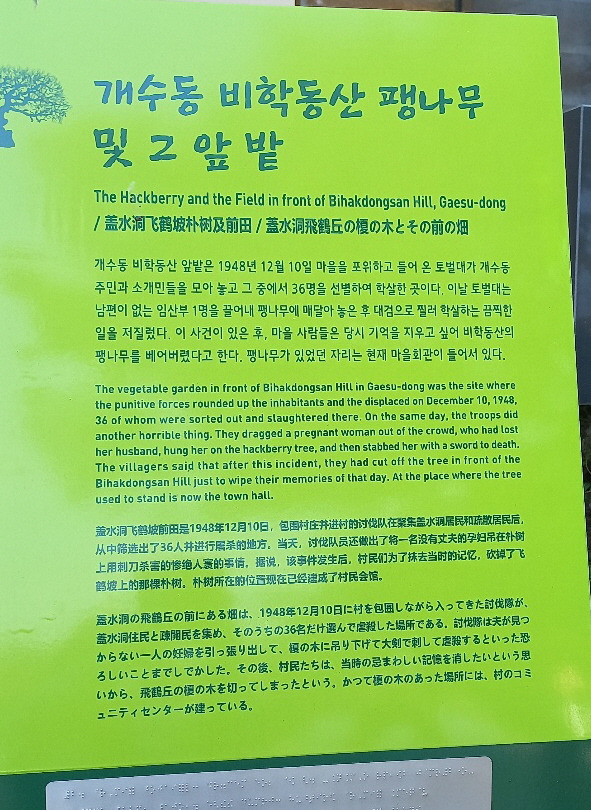 개수동 비학동산 팽나무
및 그 앞 밭
The Hackberry and the Field in front of Bihakdongsan Hill, Gaesu-dong
/ 盖水洞飞鹤坡朴树及前田 / 蓋水洞飛鶴丘の榎の木とその前の畑
개수동 비학동산 앞밭은 1948년 12월 10일 마을을 포위하고 들어 온 토벌대가 개수동
주민과 소개민들을 모아 놓고 그 중에서 36명을 선별하여 학살한 곳이다. 이날 토벌대는
남편이 없는 임산부 1명을 끌어내 팽나무에 매달아 놓은 후 대검으로 찔러 학살하는 끔찍한
일을 저질렀다. 이 사건이 있은 후, 마을 사람들은 당시 기억을 지우고 싶어 비학동산의
팽나무를 베어버렸다고 한다. 팽나무가 있었던 자리는 현재 마을회관이 들어서 있다.
The vegetable garden in front of Bihakdongsan Hill in Gaesu-dong was the site where
the punitive forces rounded up the inhabitants and the displaced on December 10, 1948,
36 of whom were sorted out and slaughtered there. On the same day, the troops did
another horrible thing. They dragged a pregnant woman out of the crowd, who had lost
her husband, hung her on the hackberry tree, and then stabbed her with a sword to death.
The villagers said that after this incident, they had cut off the tree in front of the
Bihakdongsan Hill just to wipe their memories of that day. At the place where the tree
used to stand is now the town hall.
盖水洞飞鹤坡前田是1948年12月10日，包围村庄并进村的讨伐队在聚集盖水洞居民和疏散居民后，
从中筛选出了36人并进行屠杀的地方。当天，讨伐队员还做出了将一名没有丈夫的孕妇吊在朴树
上用刺刀杀害的惨绝人寰的事情。据说，该事件发生后，村民们为了抹去当时的记忆，砍掉了飞
鹤坡上的那棵朴树。朴树所在的位置现在已经建成了村民会馆。
蓋水洞の飛鶴丘の前にある畑は、1948年12月10日に村を包囲しながら入ってきた討伐隊が、
蓋水洞住民と疎開民を集め、そのうちの36名だけ選んで虐殺した場所である。討伐隊は夫が見つ
からない一人の妊婦を引っ張り出して、榎の木に吊り下げて大剣で刺して虐殺するといった恐
ろしいことまでしでかした。その後、村民たちは、当時の忌まわしい記憶を消したいという思
いから、飛鶴丘の榎の木を切ってしまったという。かつて榎の木のあった場所には、村のコミ
ュニティセンターが建っている。